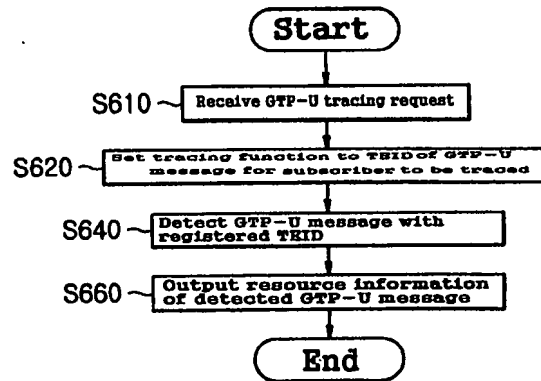 Start
S610
Receive GTP-U tracing request
S620
Set tracing function to TEID of GTP-U
message for subscriber to be traced
S640
Detect GTP-U message with
registered TEID
S660
Output resource information
of detected GTP-U message
End